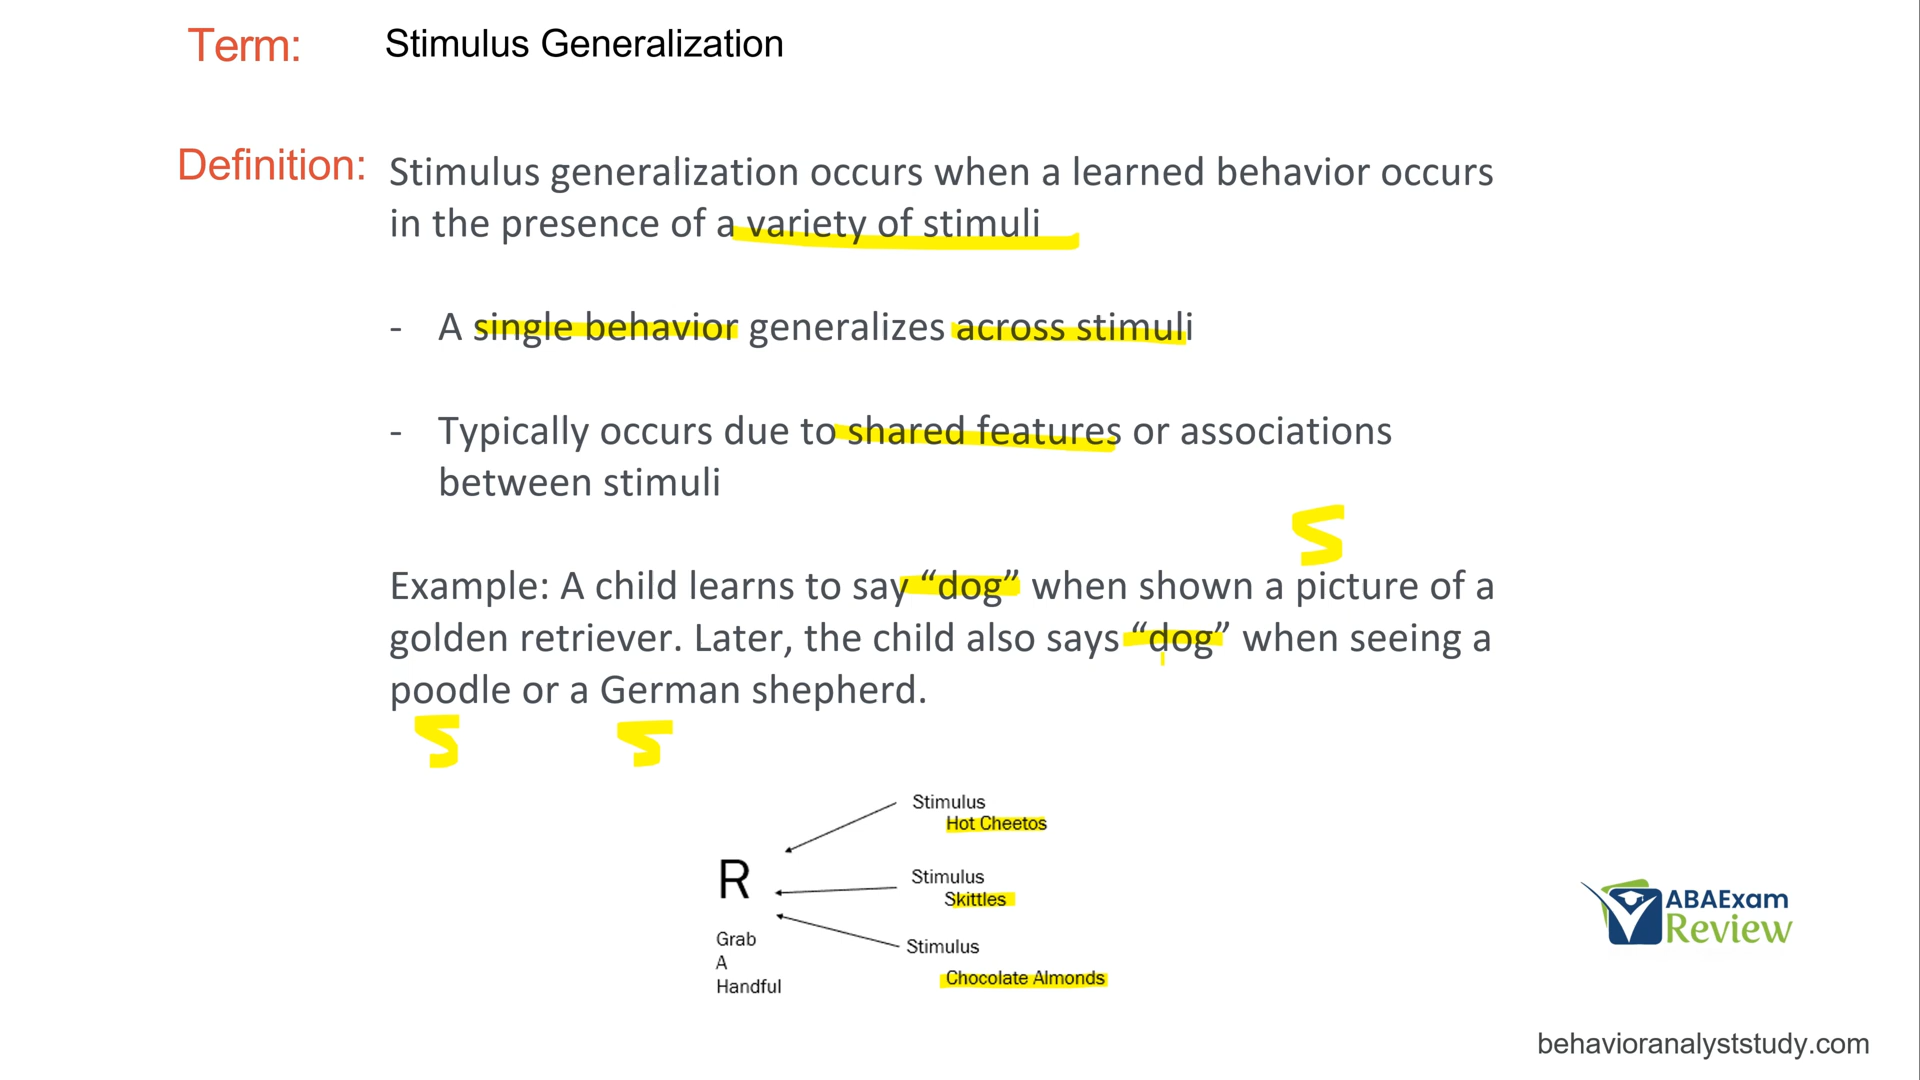 Term: Stimulus Generalization
Definition: Stimulus generalization occurs when a learned behavior occurs
in the presence of a variety of stimuli
- A single behavior generalizes across stimuli
- Typically occurs due to shared features or associations
between stimuli
S
Example: A child learns to say “dog” when shown a picture of a
golden retriever. Later, the child also says “dog” when seeing a
poodle or a German shepherd.
S S
Stimulus
Hot Cheetos
R
Stimulus
Skittles
Grab
A
Handful
Stimulus
Chocolate Almonds
ABAExam
Review
behavioranalyststudy.com